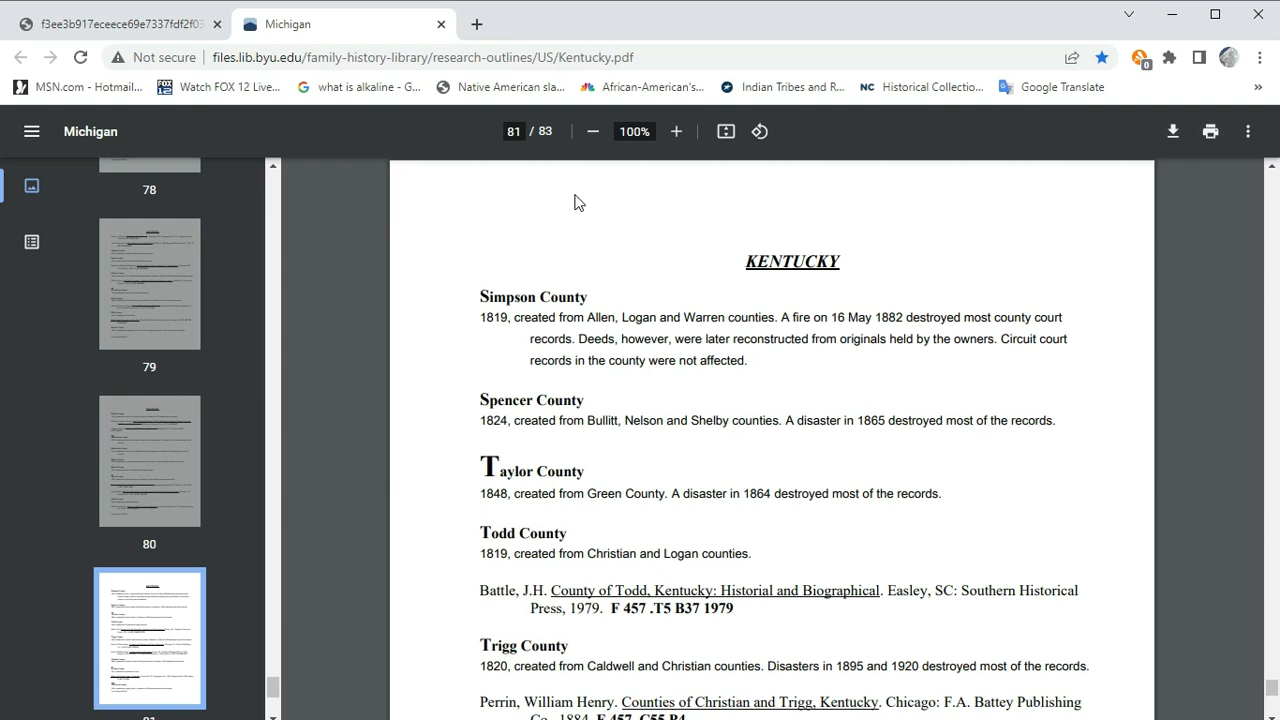 f3ee3b917eceece69e7337fdf2f03
Michigan
Not secure
files.lib.byu.edu/family-history-library/research-outlines/US/Kentucky.pdf
0
MSN.com - Hotmail...
Watch FOX 12 Live...
what is alkaline - G...
Native American sla...
African-American's...
Indian Tribes and R...
NC Historical Collectio...
Google Translate
»
Michigan
81 / 83
100%
78
79
80
KENTUCKY
Simpson County
1819, created from Allen, Logan and Warren counties. A fire on 16 May 1882 destroyed most county court
records. Deeds, however, were later reconstructed from originals held by the owners. Circuit court
records in the county were not affected.
Spencer County
1824, created from Bullitt, Nelson and Shelby counties. A disaster in 1865 destroyed most of the records.
Taylor County
1848, created from Green County. A disaster in 1864 destroyed most of the records.
Todd County
1819, created from Christian and Logan counties.
Battle, J.H. County of Todd, Kentucky: Historial and Biographical. Easley, SC: Southern Historical
Press, 1979. F 457 .T5 B37 1979
Trigg County
1820, created from Caldwell and Christian counties. Disasters in 1895 and 1920 destroyed most of the records.
Perrin, William Henry. Counties of Christian and Trigg, Kentucky. Chicago: F.A. Battey Publishing
Co., 1884. F 457 .C55 P4